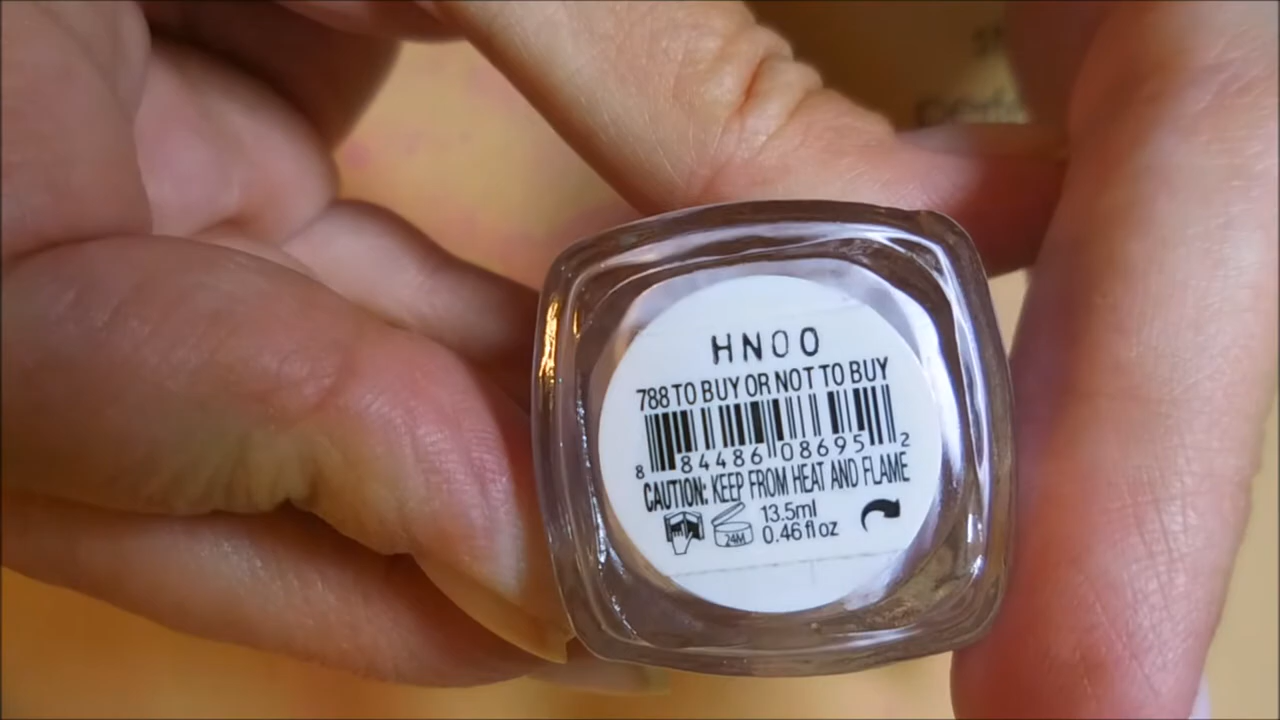 HN00
788 TO BUY OR NOT TO BUY
8 84486 08695 2
CAUTION: KEEP FROM HEAT AND FLAME
24M
13.5ml
0.46 fl oz